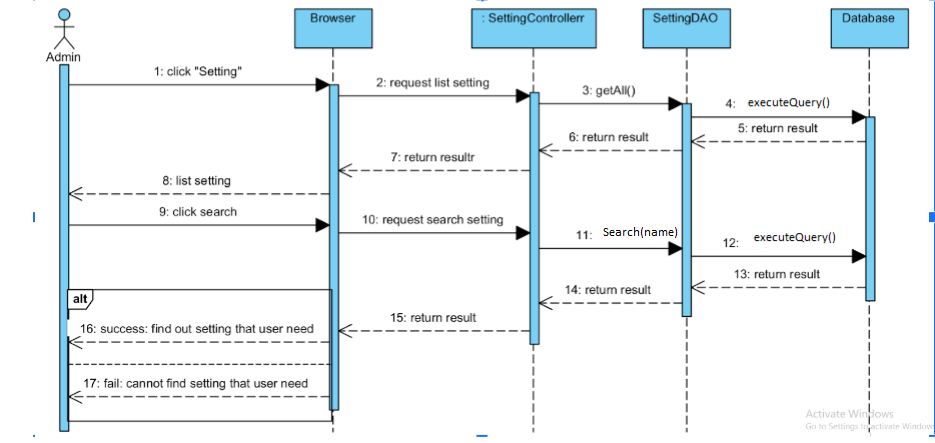 Browser
: SettingControllerr
SettingDAO
Database
Admin
1: click "Setting"
2: request list setting
3: getAll()
4: executeQuery()
5: return result
6: return result
7: return resultr
8: list setting
9: click search
10: request search setting
11: Search(name)
12: executeQuery()
13: return result
14: return result
alt
15: return result
16: success: find out setting that user need
17: fail: cannot find setting that user need
Activate Windows
Go to Settings to activate Windows